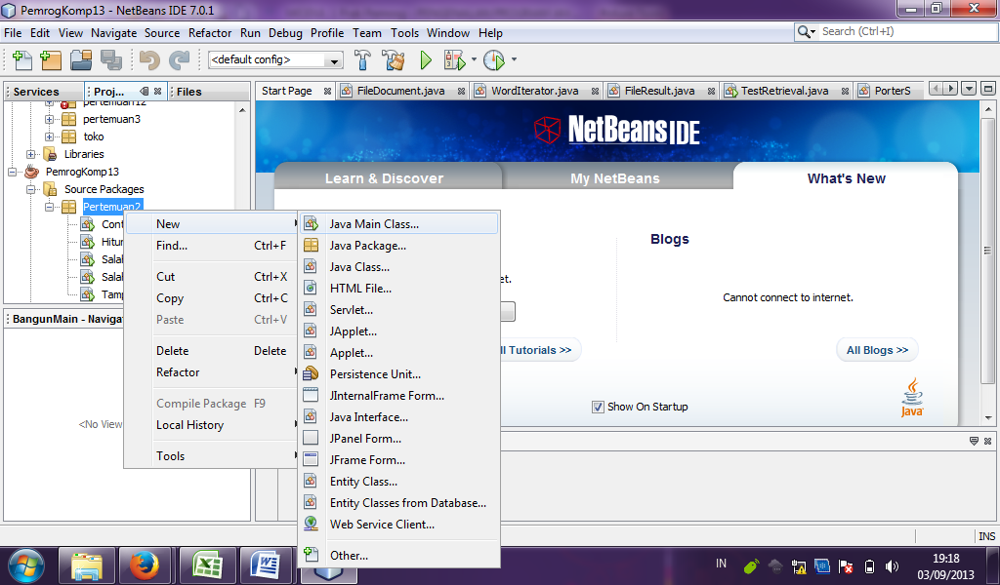 PemrogKomp13 - NetBeans IDE 7.0.1
File Edit View Navigate Source Refactor Run Debug Profile Team Tools Window Help
Search (Ctrl+I)
<default config>
Services Proj... Files
Start Page FileDocument.java WordIterator.java FileResult.java TestRetrieval.java PorterS
pertemuan12
pertemuan3
toko
Libraries
PemrogKomp13
Source Packages
Pertemuan2
Cont
Hitun
Salah
Salah
Tamp
NetBeans IDE
Learn & Discover My NetBeans What's New
Blogs
et.
Cannot connect to internet.
ll Tutorials >> All Blogs >>
Show On Startup
Java
New
Find... Ctrl+F
Cut Ctrl+X
Copy Ctrl+C
Paste Ctrl+V
Delete Delete
Refactor
Compile Package F9
Local History
Tools
Java Main Class...
Java Package...
Java Class...
HTML File...
Servlet...
JApplet...
Applet...
Persistence Unit...
JInternalFrame Form...
Java Interface...
JPanel Form...
JFrame Form...
Entity Class...
Entity Classes from Database...
Web Service Client...
Other...
BangunMain - Naviga
<No View
INS
IN
19:18
03/09/2013